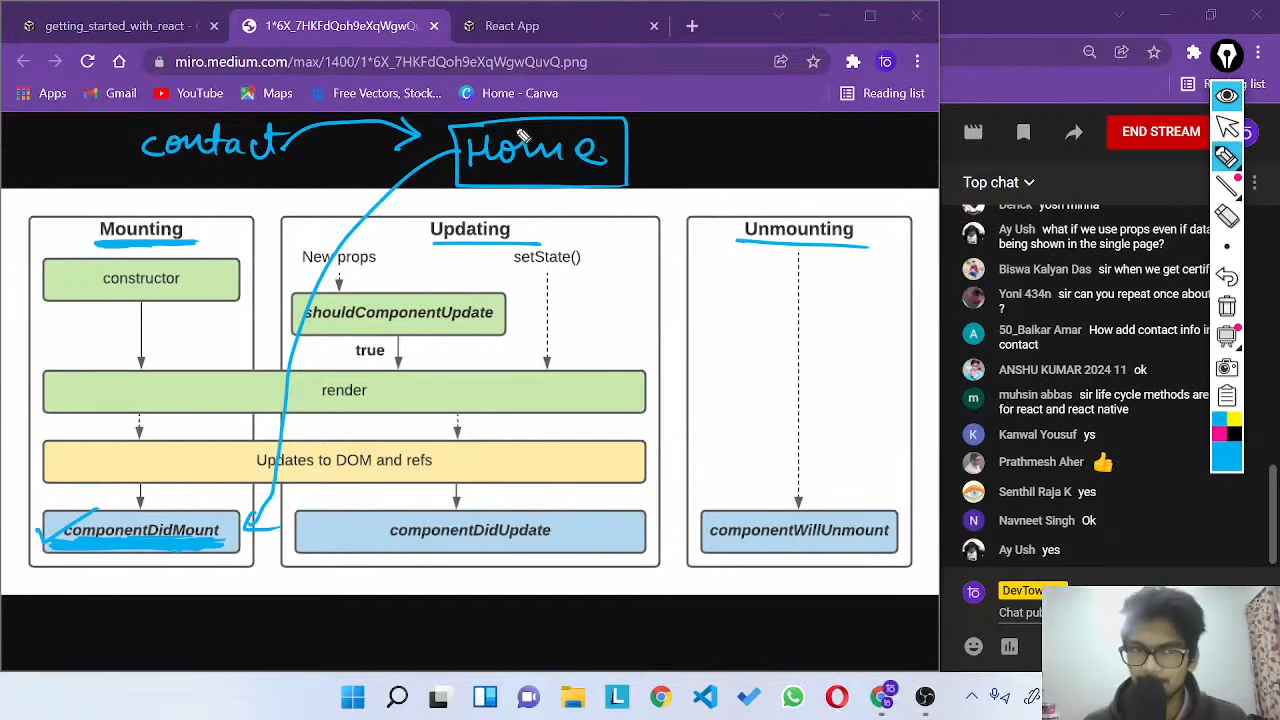 getting_started_with_react -
1*6X_7HKFdQoh9eXqWgwQu
React App
miro.medium.com/max/1400/1*6X_7HKFdQoh9eXqWgwQuvQ.png
Apps
Gmail
YouTube
Maps
Free Vectors, Stock...
Home - Canva
Reading list
contact
Home
Mounting
Updating
Unmounting
constructor
New props
setState()
shouldComponentUpdate
true
render
Updates to DOM and refs
componentDidMount
componentDidUpdate
componentWillUnmount
END STREAM
Top chat
Ay Ush what if we use props even if data
being shown in the single page?
Biswa Kalyan Das sir when we get certif
Yoni 434n sir can you repeat once about
?
50_Balkar Amar How add contact info in
contact
ANSHU KUMAR 2024 11 ok
muhsin abbas sir life cycle methods are
for react and react native
Kanwal Yousuf ys
Prathmesh Aher 👍
Senthil Raja K yes
Navneet Singh Ok
Ay Ush yes
DevTow
Chat pu